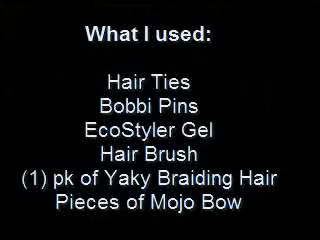 What I used:
Hair Ties
Bobbi Pins
EcoStyler Gel
Hair Brush
(1) pk of Yaky Braiding Hair
Pieces of Mojo Bow